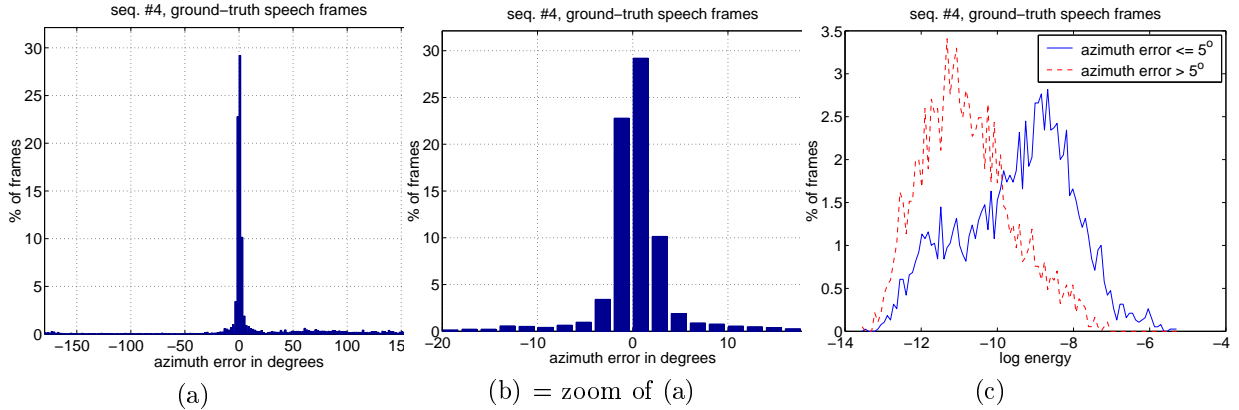 seq. #4, ground−truth speech frames
% of frames
30
25
20
15
10
5
0
−150
−100
−50
0
50
100
15
azimuth error in degrees
(a)
seq. #4, ground−truth speech frames
% of frames
30
25
20
15
10
5
0
−20
−10
0
10
azimuth error in degrees
(b) = zoom of (a)
seq. #4, ground−truth speech frames
azimuth error <= 5o
azimuth error > 5o
% of frames
3.5
3
2.5
2
1.5
1
0.5
0
−14
−12
−10
−8
−6
−4
log energy
(c)